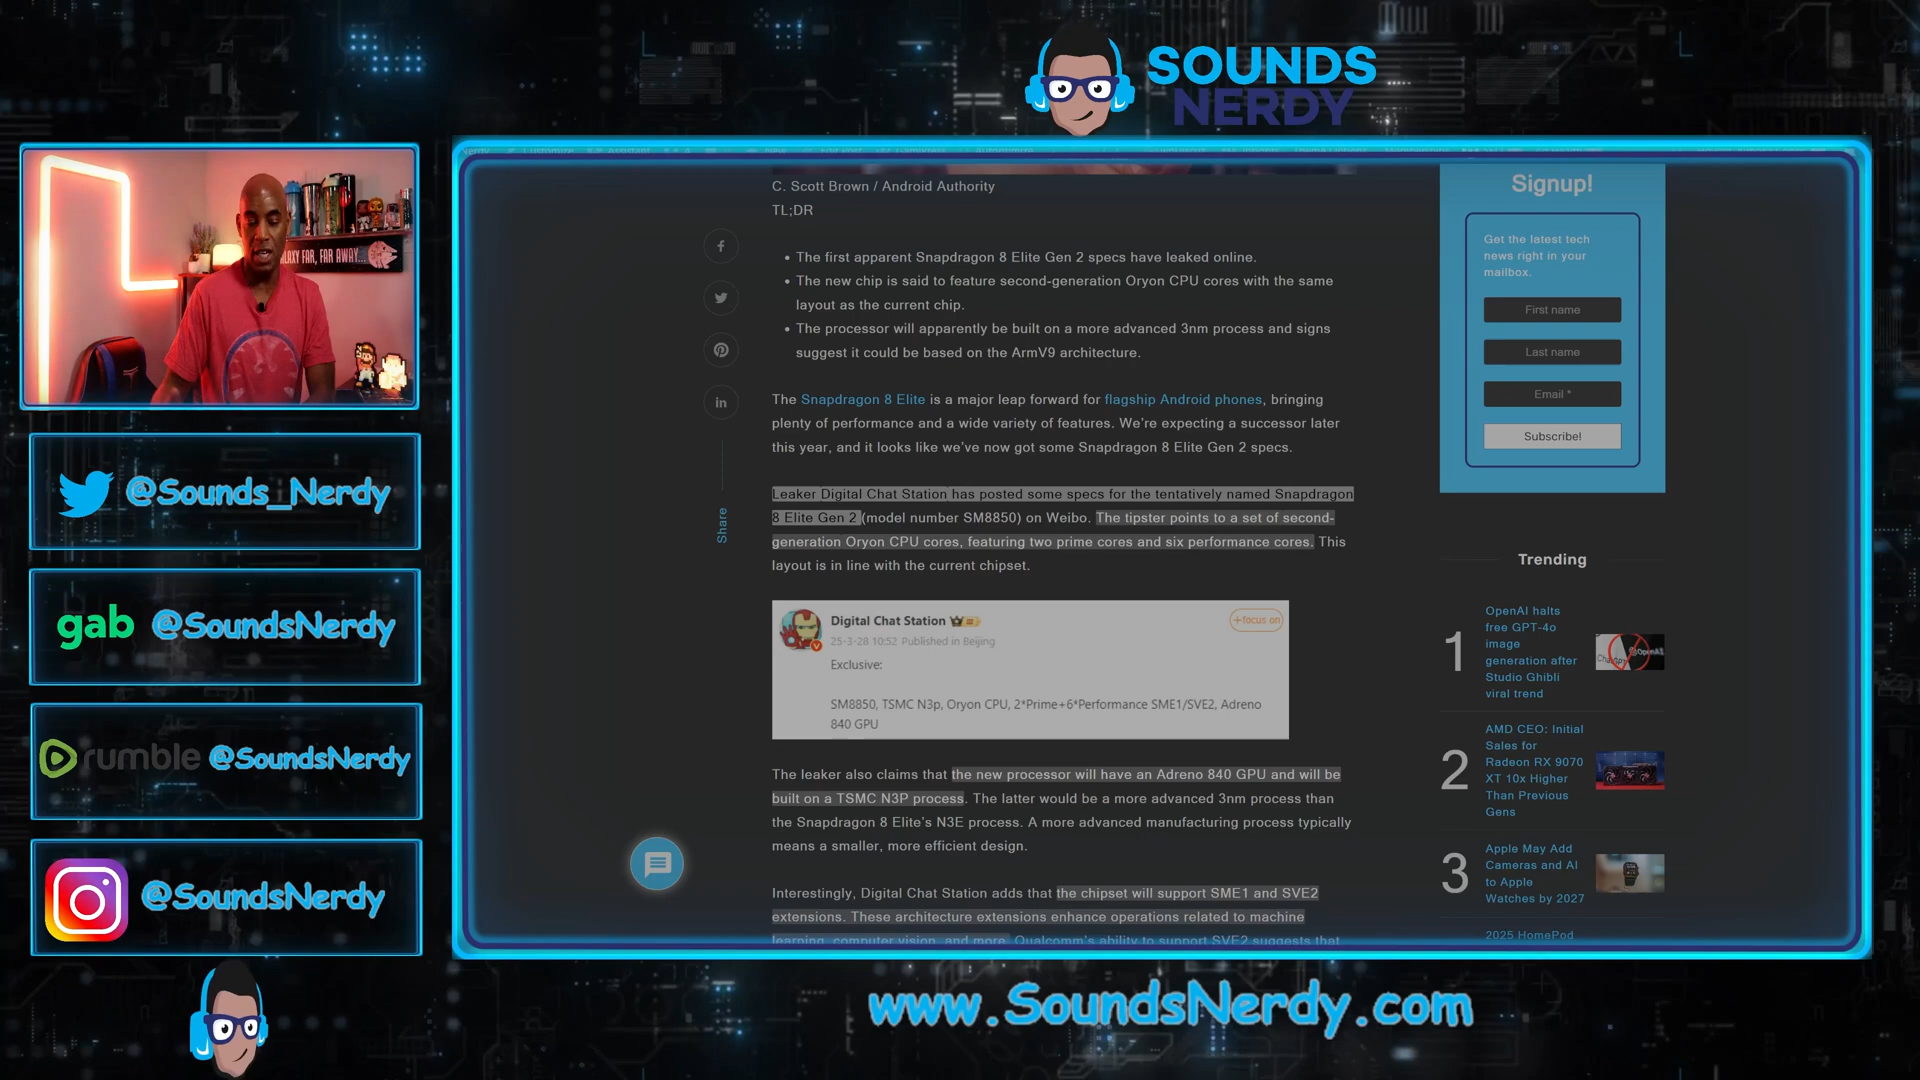 SOUNDS
NERDY
GALAXY FAR, FAR AWAY...
@Sounds_Nerdy
gab @SoundsNerdy
rumble @SoundsNerdy
@SoundsNerdy
C. Scott Brown / Android Authority
TL;DR
• The first apparent Snapdragon 8 Elite Gen 2 specs have leaked online.
• The new chip is said to feature second-generation Oryon CPU cores with the same
layout as the current chip.
• The processor will apparently be built on a more advanced 3nm process and signs
suggest it could be based on the ArmV9 architecture.
The Snapdragon 8 Elite is a major leap forward for flagship Android phones, bringing
plenty of performance and a wide variety of features. We're expecting a successor later
this year, and it looks like we've now got some Snapdragon 8 Elite Gen 2 specs.
Leaker Digital Chat Station has posted some specs for the tentatively named Snapdragon
8 Elite Gen 2 (model number SM8850) on Weibo. The tipster points to a set of second-
generation Oryon CPU cores, featuring two prime cores and six performance cores. This
layout is in line with the current chipset.
Digital Chat Station
+focus on
25-3-28 10:52 Published in Beijing
Exclusive:
SM8850, TSMC N3p, Oryon CPU, 2*Prime+6*Performance SME1/SVE2, Adreno
840 GPU
The leaker also claims that the new processor will have an Adreno 840 GPU and will be
built on a TSMC N3P process. The latter would be a more advanced 3nm process than
the Snapdragon 8 Elite's N3E process. A more advanced manufacturing process typically
means a smaller, more efficient design.
Interestingly, Digital Chat Station adds that the chipset will support SME1 and SVE2
extensions. These architecture extensions enhance operations related to machine
learning, computer vision, and more. Qualcomm's ability to support SVE2 suggests that
Share
Signup!
Get the latest tech
news right in your
mailbox.
First name
Last name
Email *
Subscribe!
Trending
1
OpenAI halts
free GPT-4o
image
generation after
Studio Ghibli
viral trend
2
AMD CEO: Initial
Sales for
Radeon RX 9070
XT 10x Higher
Than Previous
Gens
3
Apple May Add
Cameras and AI
to Apple
Watches by 2027
2025 HomePod
www.SoundsNerdy.com